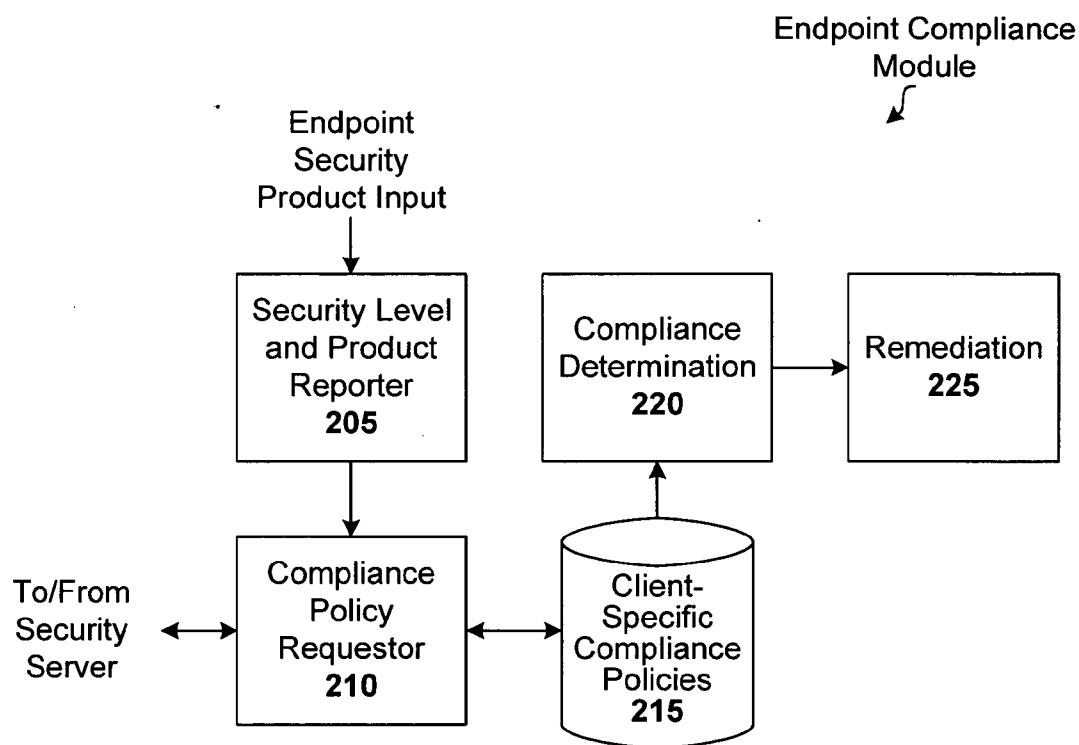 Endpoint Compliance
Module
Endpoint
Security
Product Input
Security Level
and Product
Reporter
205
Compliance
Determination
220
Remediation
225
To/From
Security
Server
Compliance
Policy
Requestor
210
Client-
Specific
Compliance
Policies
215